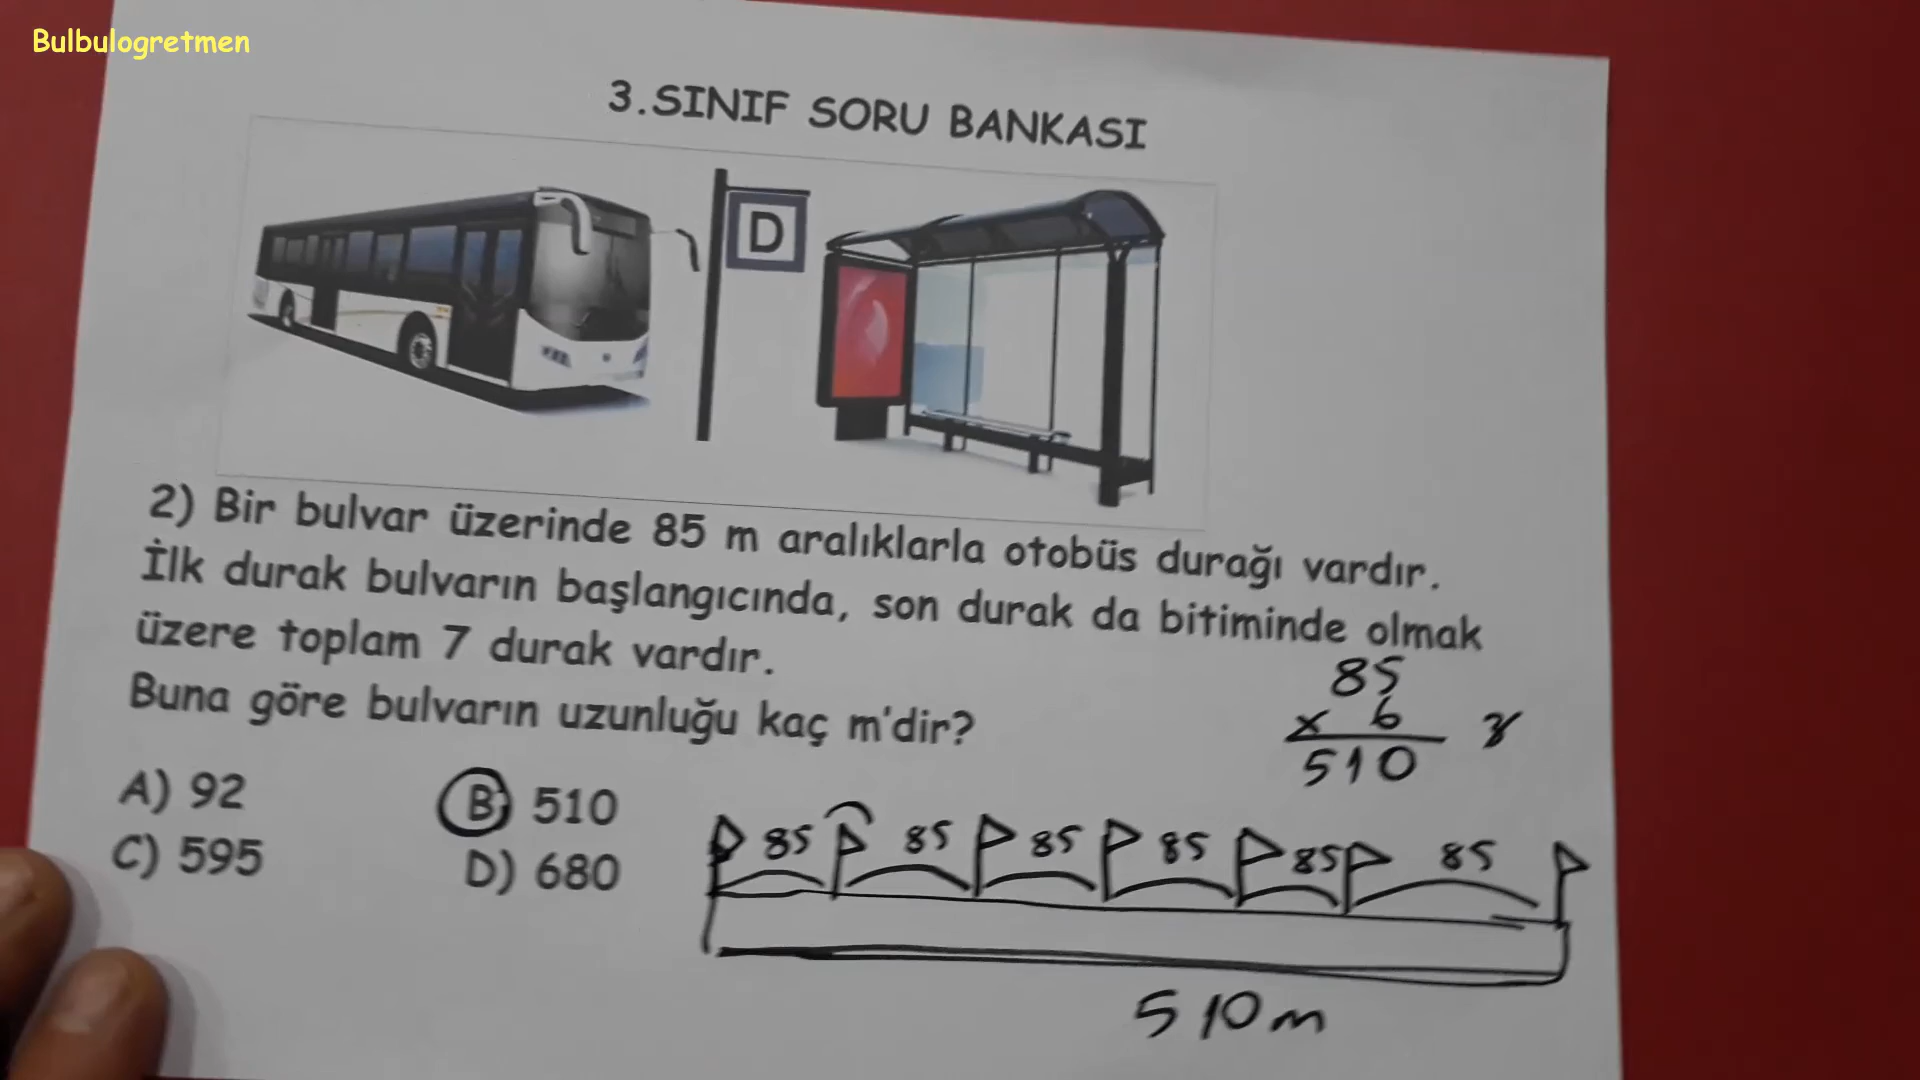 Bulbulogretmen
3.SINIF SORU BANKASI
D
2) Bir bulvar üzerinde 85 m aralıklarla otobüs durağı vardır.
İlk durak bulvarın başlangıcında, son durak da bitiminde olmak
üzere toplam 7 durak vardır.
Buna göre bulvarın uzunluğu kaç m'dir?
85
x 6
510
A) 92
B) 510
C) 595
D) 680
85 85 85 85 85 85
510 m